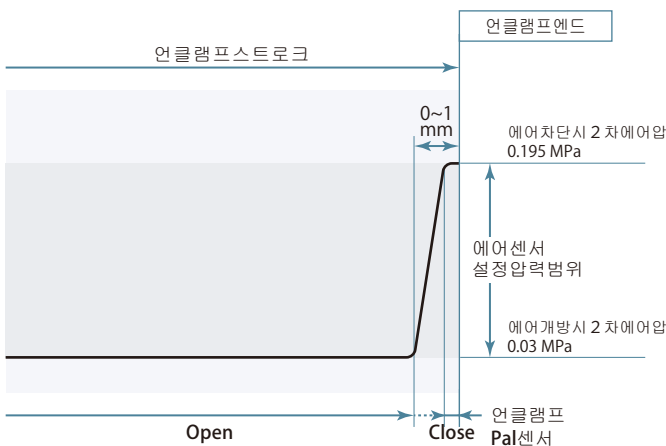 언클램프엔드
언클램프스트로크
0~1
mm
에어차단시 2 차에어압
0.195 MPa
에어센서
설정압력범위
에어개방시 2 차에어압
0.03 MPa
Open
Close
언클램프
Pal센서